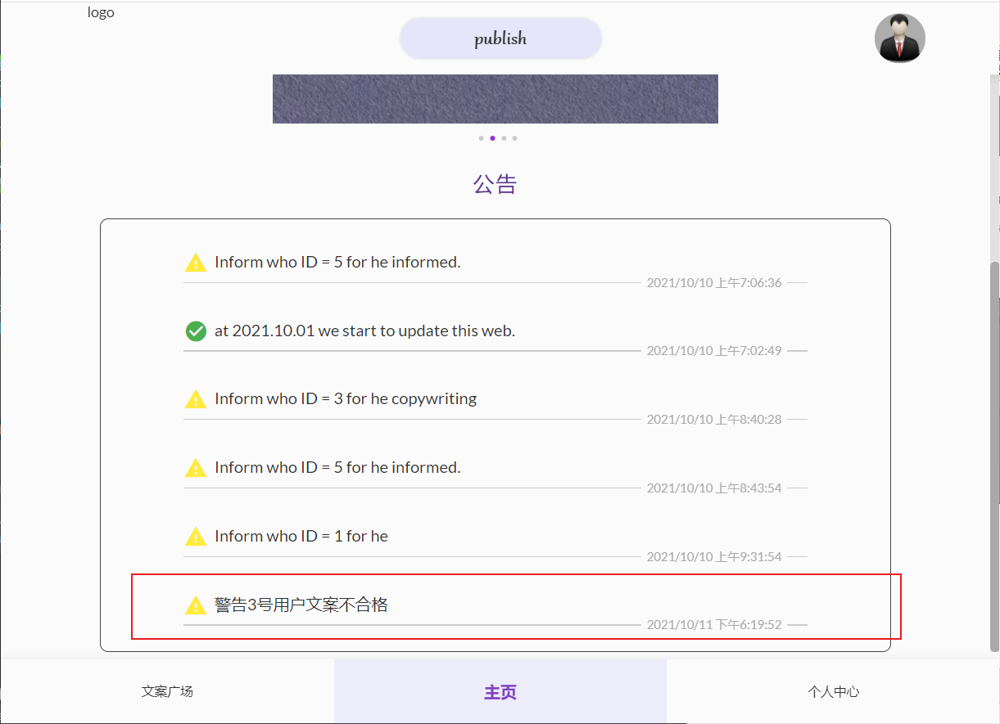 logo
publish
公告
Inform who ID = 5 for he informed.
2021/10/10 上午7:06:36
at 2021.10.01 we start to update this web.
2021/10/10 上午7:02:49
Inform who ID = 3 for he copywriting
2021/10/10 上午8:40:28
Inform who ID = 5 for he informed.
2021/10/10 上午8:43:54
Inform who ID = 1 for he
2021/10/10 上午9:31:54
警告3号用户文案不合格
2021/10/11 下午6:19:52
文案广场 主页 个人中心